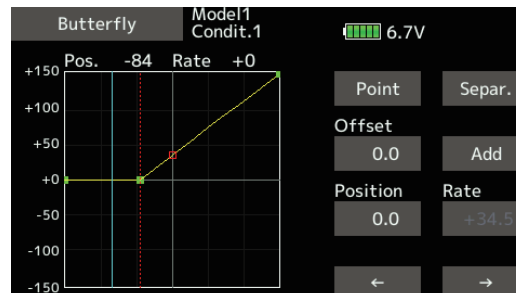 Butterfly
Model1
Condit.1
6.7V
Pos. -84 Rate +0
+150
+100
+50
+0
-50
-100
-150
Point Separ.
Offset
0.0 Add
Position Rate
0.0 +34.5
← →